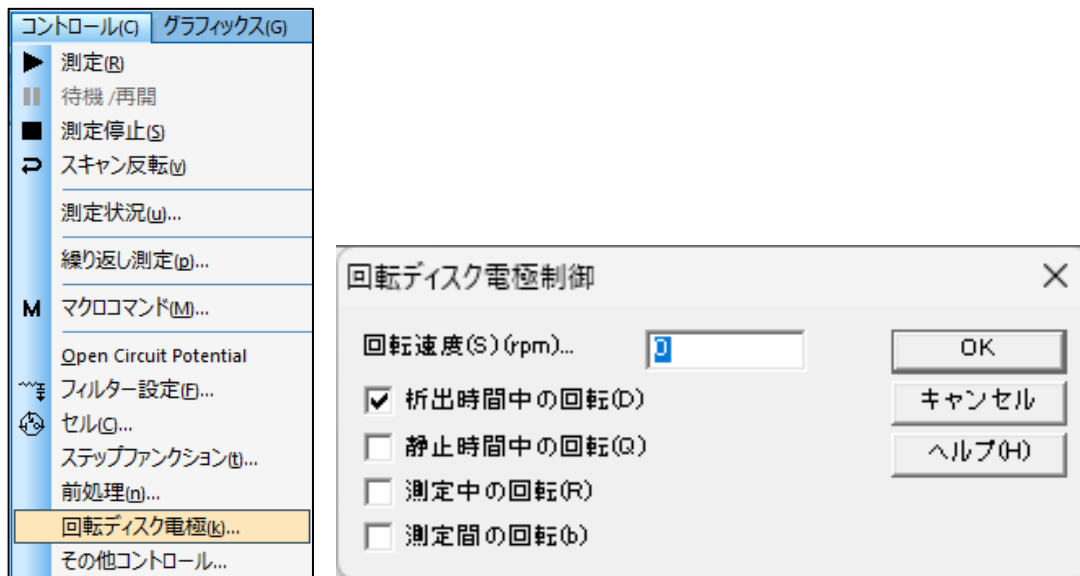 コントロール(C) グラフィックス(G)
測定(R)
待機 /再開
測定停止(S)
スキャン反転(v)
測定状況(u)...
繰り返し測定(p)...
M マクロコマンド(M)...
Open Circuit Potential
フィルター設定(F)...
セル(C)...
ステップファンクション(t)...
前処理(n)...
回転ディスク電極(k)...
その他コントロール...
回転ディスク電極制御
回転速度(S)(rpm)... 0 OK
析出時間中の回転(D) キャンセル
静止時間中の回転(Q) ヘルプ(H)
測定中の回転(R)
測定間の回転(b)